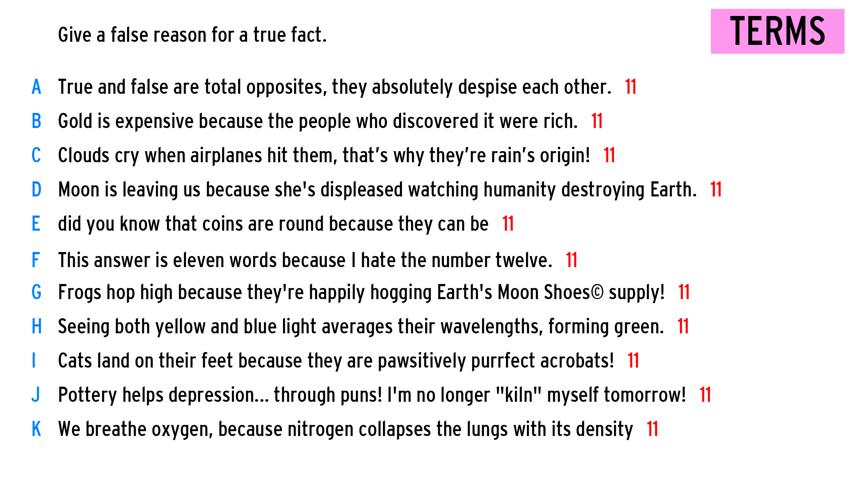 Give a false reason for a true fact.
TERMS
A True and false are total opposites, they absolutely despise each other. 11
B Gold is expensive because the people who discovered it were rich. 11
C Clouds cry when airplanes hit them, that’s why they’re rain’s origin! 11
D Moon is leaving us because she's displeased watching humanity destroying Earth. 11
E did you know that coins are round because they can be 11
F This answer is eleven words because I hate the number twelve. 11
G Frogs hop high because they're happily hogging Earth's Moon Shoes© supply! 11
H Seeing both yellow and blue light averages their wavelengths, forming green. 11
I Cats land on their feet because they are pawsitively purrfect acrobats! 11
J Pottery helps depression... through puns! I'm no longer "kiln" myself tomorrow! 11
K We breathe oxygen, because nitrogen collapses the lungs with its density 11